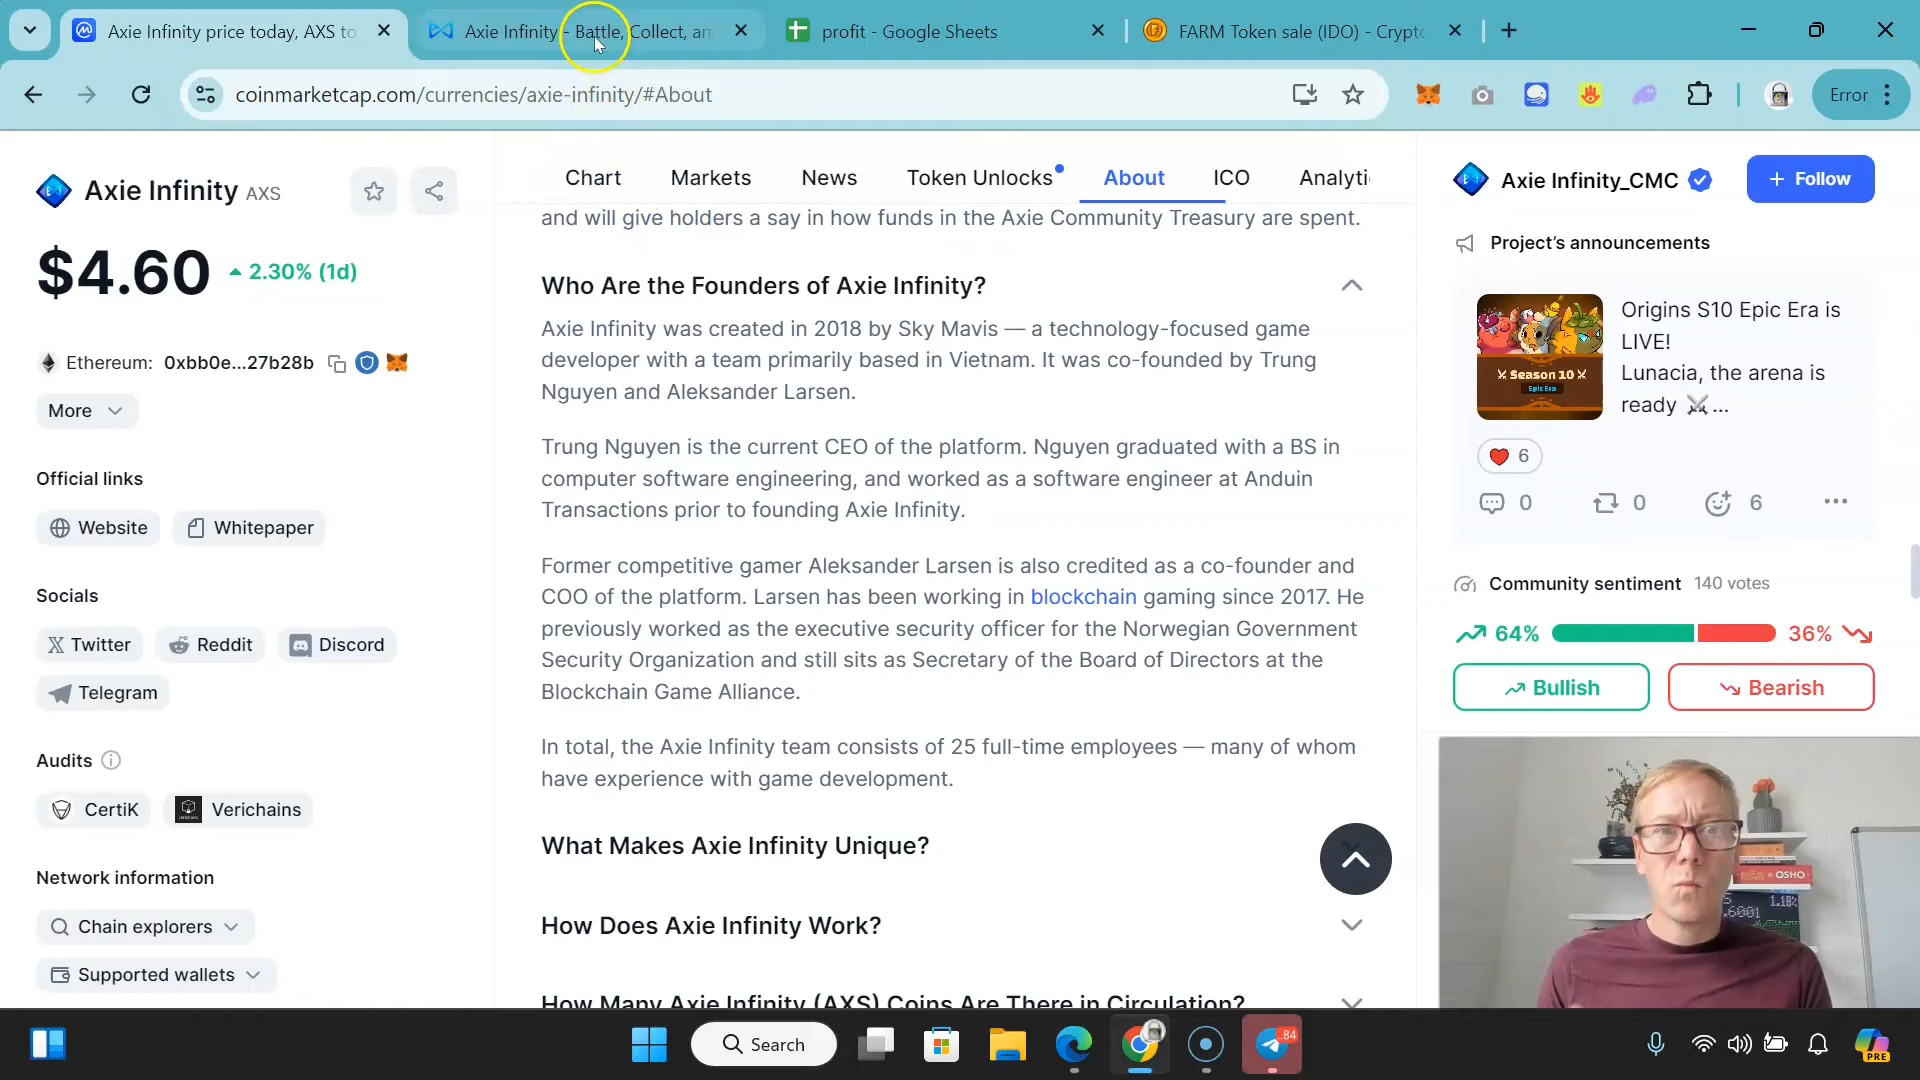 Axie Infinity price today, AXS to
Axie Infinity - Battle, Collect, an
profit - Google Sheets
FARM Token sale (IDO) - Crypto
coinmarketcap.com/currencies/axie-infinity/#About
Error
Axie Infinity AXS
$4.60 2.30% (1d)
Ethereum: 0xbb0e...27b28b
More
Official links
Website
Whitepaper
Socials
Twitter
Reddit
Discord
Telegram
Audits
CertiK
Verichains
Network information
Chain explorers
Supported wallets
Chart
Markets
News
Token Unlocks
About
ICO
Analyti
and will give holders a say in how funds in the Axie Community Treasury are spent.
Who Are the Founders of Axie Infinity?
Axie Infinity was created in 2018 by Sky Mavis — a technology-focused game
developer with a team primarily based in Vietnam. It was co-founded by Trung
Nguyen and Aleksander Larsen.
Trung Nguyen is the current CEO of the platform. Nguyen graduated with a BS in
computer software engineering, and worked as a software engineer at Anduin
Transactions prior to founding Axie Infinity.
Former competitive gamer Aleksander Larsen is also credited as a co-founder and
COO of the platform. Larsen has been working in blockchain gaming since 2017. He
previously worked as the executive security officer for the Norwegian Government
Security Organization and still sits as Secretary of the Board of Directors at the
Blockchain Game Alliance.
In total, the Axie Infinity team consists of 25 full-time employees — many of whom
have experience with game development.
What Makes Axie Infinity Unique?
How Does Axie Infinity Work?
How Many Axie Infinity (AXS) Coins Are There in Circulation?
Axie Infinity_CMC
+ Follow
Project's announcements
Origins S10 Epic Era is
LIVE!
Lunacia, the arena is
ready ⚔️ ...
Season 10
Epic Era
6
0
0
6
Community sentiment 140 votes
64%
36%
Bullish
Bearish
OSHO
1.18%
.6001
Search
84
PRE